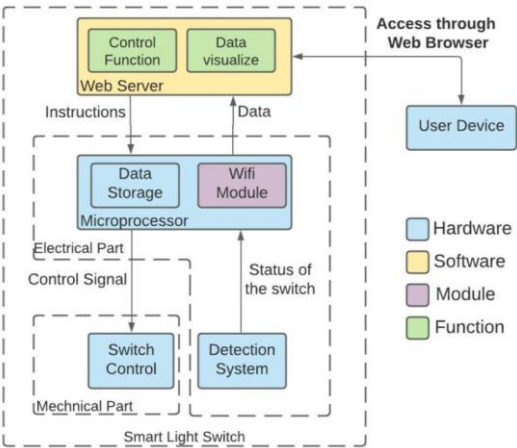 Access through
Web Browser
Control
Function
Data
visualize
Web Server
Instructions
Data
User Device
Data
Storage
Wifi
Module
Microprocessor
Electrical Part
Control Signal
Status of
the switch
Hardware
Software
Module
Function
Switch
Control
Detection
System
Mechnical Part
Smart Light Switch